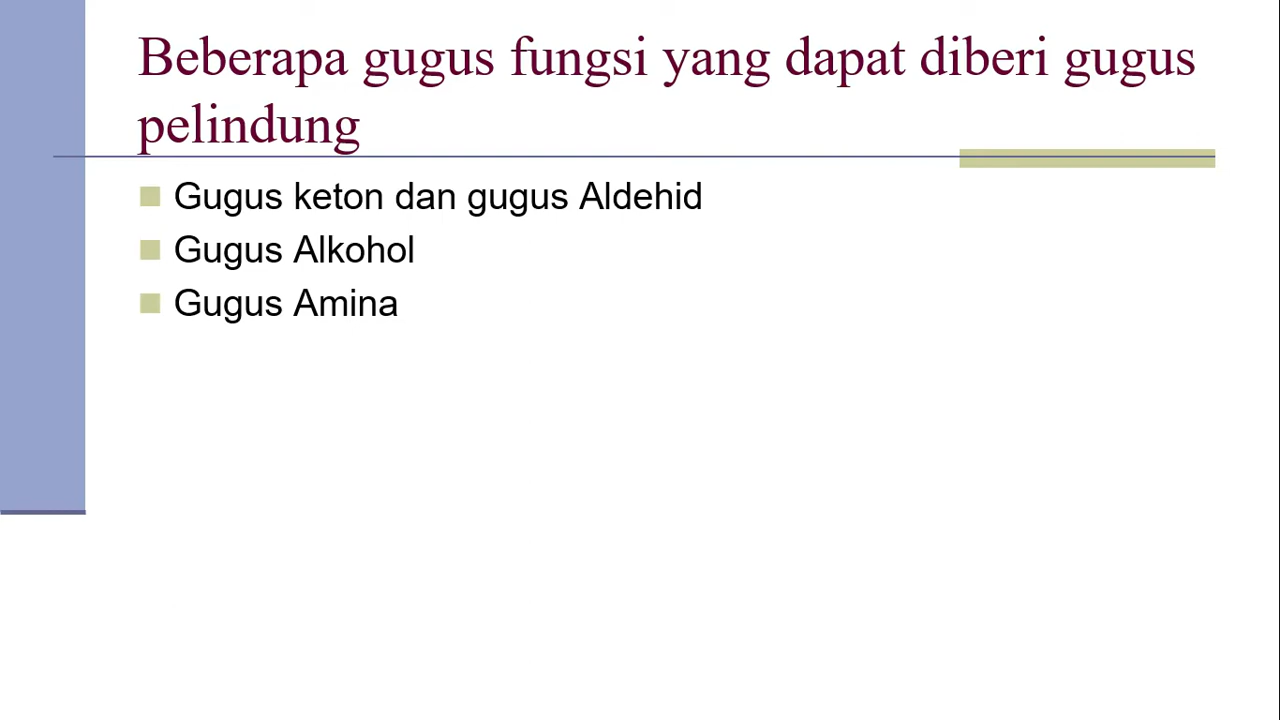 Beberapa gugus fungsi yang dapat diberi gugus
pelindung
Gugus keton dan gugus Aldehid
Gugus Alkohol
Gugus Amina